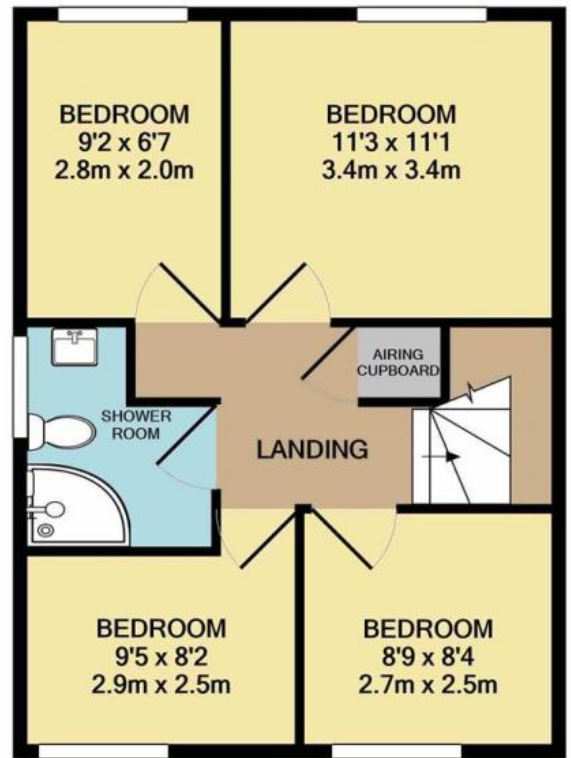 BEDROOM
9'2 x 6'7
2.8m x 2.0m
BEDROOM
11'3 x 11'1
3.4m x 3.4m
AIRING
CUPBOARD
SHOWER
ROOM
LANDING
BEDROOM
9'5 x 8'2
2.9m x 2.5m
BEDROOM
8'9 x 8'4
2.7m x 2.5m